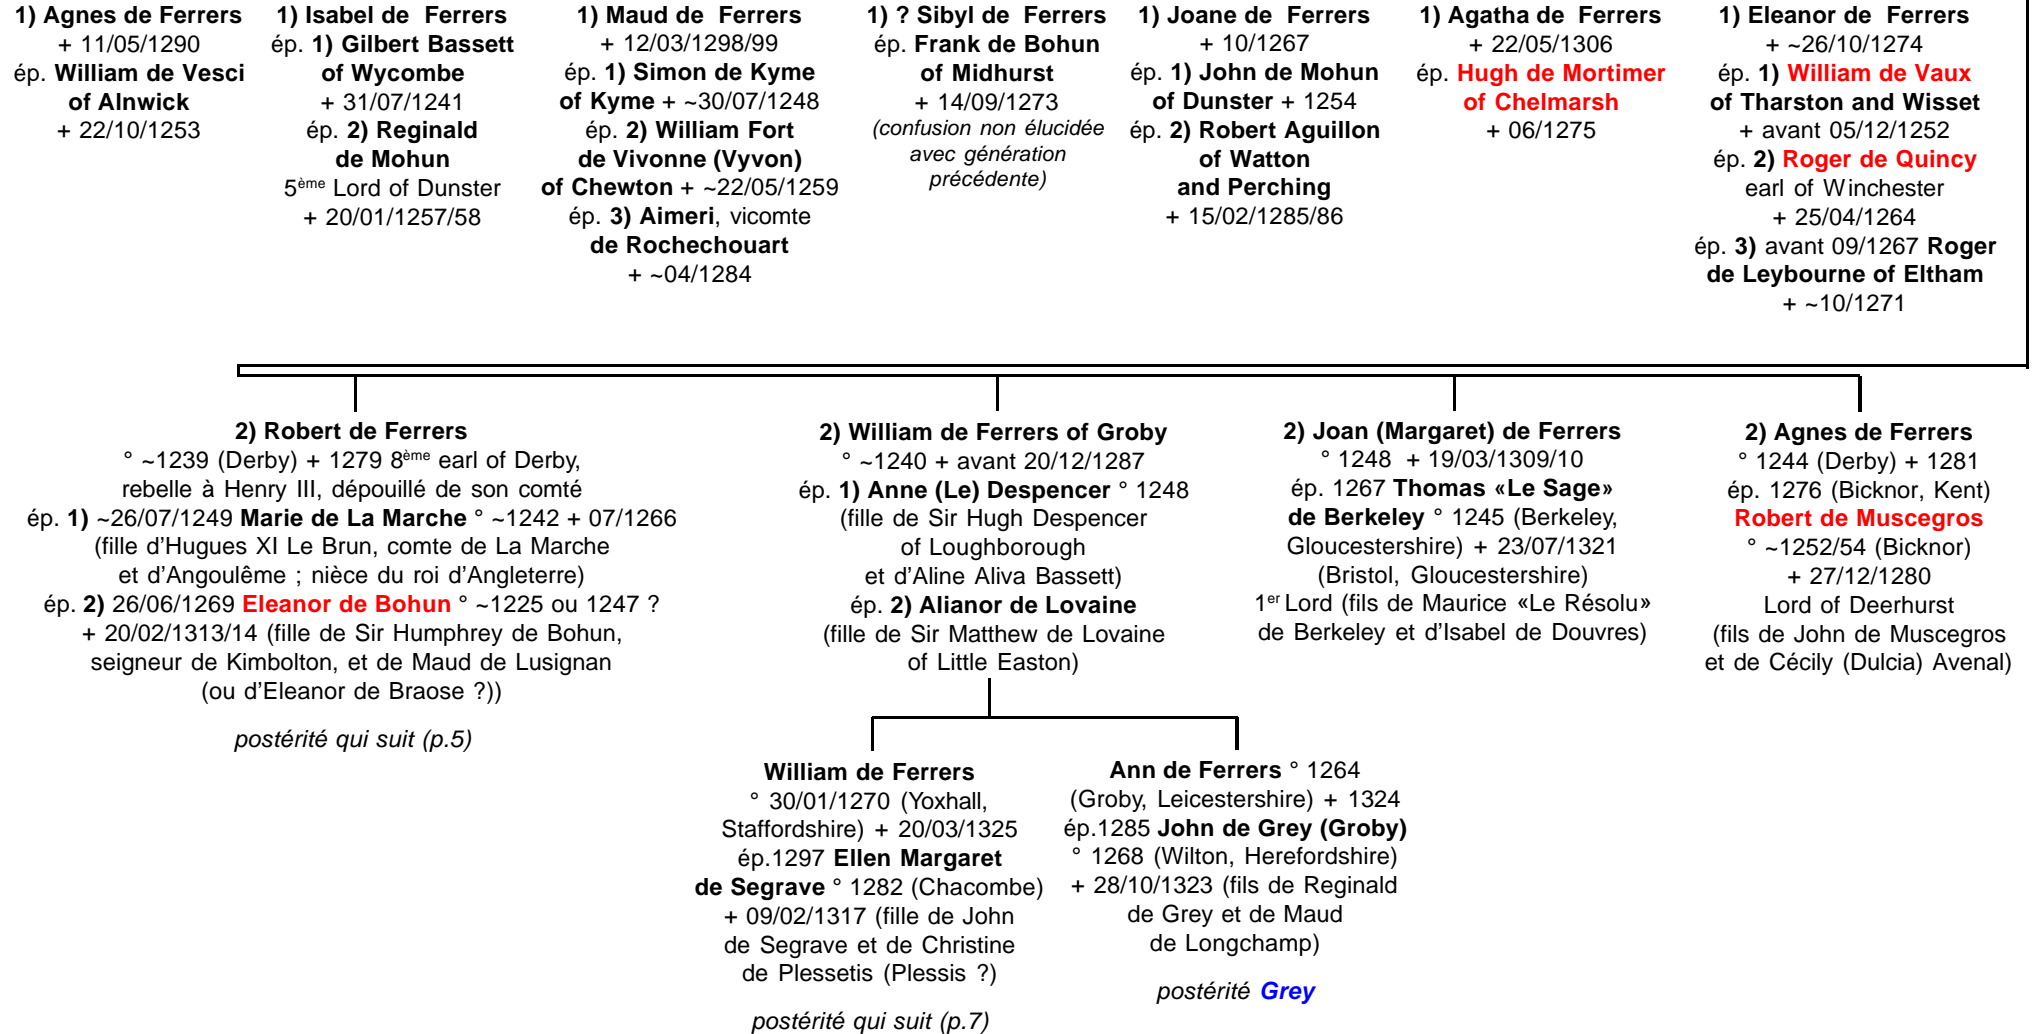 1) Agnes de Ferrers
+ 11/05/1290
ép. William de Vesci
of Alnwick
+ 22/10/1253
1) Isabel de Ferrers
ép. 1) Gilbert Bassett
of Wycombe
+ 31/07/1241
ép. 2) Reginald
de Mohun
5ème Lord of Dunster
+ 20/01/1257/58
1) Maud de Ferrers
+ 12/03/1298/99
ép. 1) Simon de Kyme
of Kyme + ~30/07/1248
ép. 2) William Fort
de Vivonne (Vyvon)
of Chewton + ~22/05/1259
ép. 3) Aimeri, vicomte
de Rochechouart
+ ~04/1284
1) ? Sibyl de Ferrers
ép. Frank de Bohun
of Midhurst
+ 14/09/1273
(confusion non élucidée
avec génération
précédente)
1) Joane de Ferrers
+ 10/1267
ép. 1) John de Mohun
of Dunster + 1254
ép. 2) Robert Aguillon
of Watton
and Perching
+ 15/02/1285/86
1) Agatha de Ferrers
+ 22/05/1306
ép. Hugh de Mortimer
of Chelmarsh
+ 06/1275
1) Eleanor de Ferrers
+ ~26/10/1274
ép. 1) William de Vaux
of Tharston and Wisset
+ avant 05/12/1252
ép. 2) Roger de Quincy
earl of Winchester
+ 25/04/1264
ép. 3) avant 09/1267 Roger
de Leybourne of Eltham
+ ~10/1271
2) Robert de Ferrers
° ~1239 (Derby) + 1279 8ème earl of Derby,
rebelle à Henry III, dépouillé de son comté
ép. 1) ~26/07/1249 Marie de La Marche ° ~1242 + 07/1266
(fille d'Hugues XI Le Brun, comte de La Marche
et d'Angoulême ; nièce du roi d'Angleterre)
ép. 2) 26/06/1269 Eleanor de Bohun ° ~1225 ou 1247 ?
+ 20/02/1313/14 (fille de Sir Humphrey de Bohun,
seigneur de Kimbolton, et de Maud de Lusignan
(ou d'Eleanor de Braose ?))
postérité qui suit (p.5)
2) William de Ferrers of Groby
° ~1240 + avant 20/12/1287
ép. 1) Anne (Le) Despencer ° 1248
(fille de Sir Hugh Despencer
of Loughborough
et d'Aline Aliva Bassett)
ép. 2) Alianor de Lovaine
(fille de Sir Matthew de Lovaine
of Little Easton)
2) Joan (Margaret) de Ferrers
° 1248 + 19/03/1309/10
ép. 1267 Thomas «Le Sage»
de Berkeley ° 1245 (Berkeley,
Gloucestershire) + 23/07/1321
(Bristol, Gloucestershire)
1er Lord (fils de Maurice «Le Résolu»
de Berkeley et d'Isabel de Douvres)
2) Agnes de Ferrers
° 1244 (Derby) + 1281
ép. 1276 (Bicknor, Kent)
Robert de Muscegros
° ~1252/54 (Bicknor)
+ 27/12/1280
Lord of Deerhurst
(fils de John de Muscegros
et de Cécily (Dulcia) Avenal)
William de Ferrers
° 30/01/1270 (Yoxhall,
Staffordshire) + 20/03/1325
ép.1297 Ellen Margaret
de Segrave ° 1282 (Chacombe)
+ 09/02/1317 (fille de John
de Segrave et de Christine
de Plessetis (Plessis ?)
postérité qui suit (p.7)
Ann de Ferrers ° 1264
(Groby, Leicestershire) + 1324
ép.1285 John de Grey (Groby)
° 1268 (Wilton, Herefordshire)
+ 28/10/1323 (fils de Reginald
de Grey et de Maud
de Longchamp)
postérité Grey